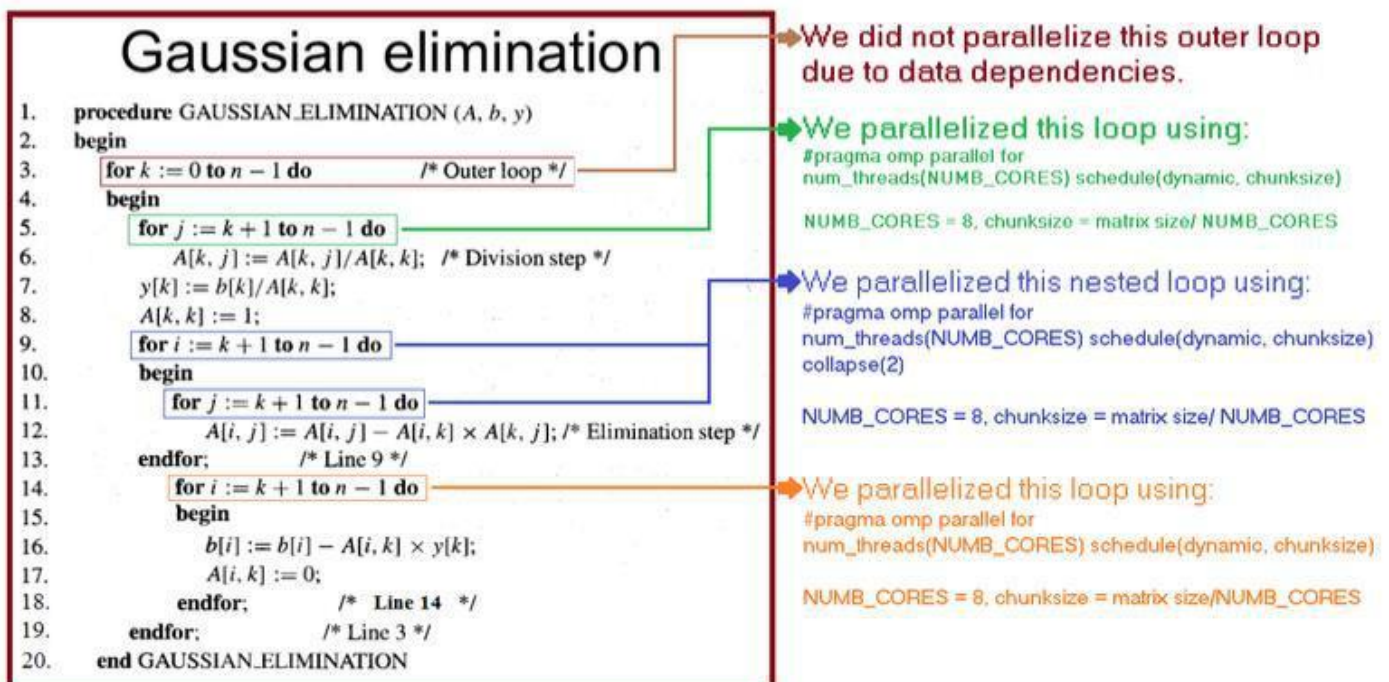 Gaussian elimination
1. procedure GAUSSIAN_ELIMINATION (A, b, y)
2. begin
3. for k := 0 to n − 1 do /* Outer loop */
4. begin
5. for j := k + 1 to n − 1 do
6. A[k, j] := A[k, j]/A[k, k]; /* Division step */
7. y[k] := b[k]/A[k, k];
8. A[k, k] := 1;
9. for i := k + 1 to n − 1 do
10. begin
11. for j := k + 1 to n − 1 do
12. A[i, j] := A[i, j] − A[i, k] × A[k, j]; /* Elimination step */
13. endfor; /* Line 9 */
14. for i := k + 1 to n − 1 do
15. begin
16. b[i] := b[i] − A[i, k] × y[k];
17. A[i, k] := 0;
18. endfor; /* Line 14 */
19. endfor; /* Line 3 */
20. end GAUSSIAN_ELIMINATION
We did not parallelize this outer loop
due to data dependencies.
We parallelized this loop using:
#pragma omp parallel for
num_threads(NUMB_CORES) schedule(dynamic, chunksize)
NUMB_CORES = 8, chunksize = matrix size/ NUMB_CORES
We parallelized this nested loop using:
#pragma omp parallel for
num_threads(NUMB_CORES) schedule(dynamic, chunksize)
collapse(2)
NUMB_CORES = 8, chunksize = matrix size/ NUMB_CORES
We parallelized this loop using:
#pragma omp parallel for
num_threads(NUMB_CORES) schedule(dynamic, chunksize)
NUMB_CORES = 8, chunksize = matrix size/NUMB_CORES